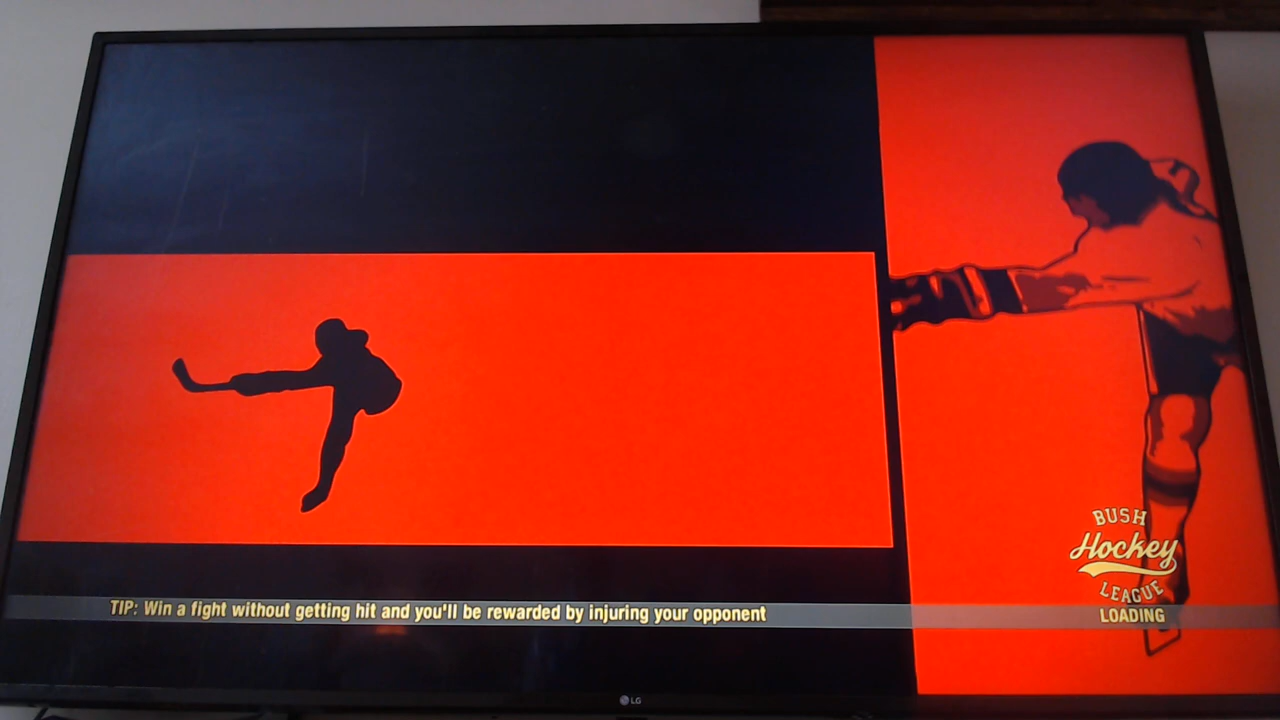 BUSH
Hockey
LEAGUE
TIP: Win a fight without getting hit and you'll be rewarded by injuring your opponent
LOADING
LG